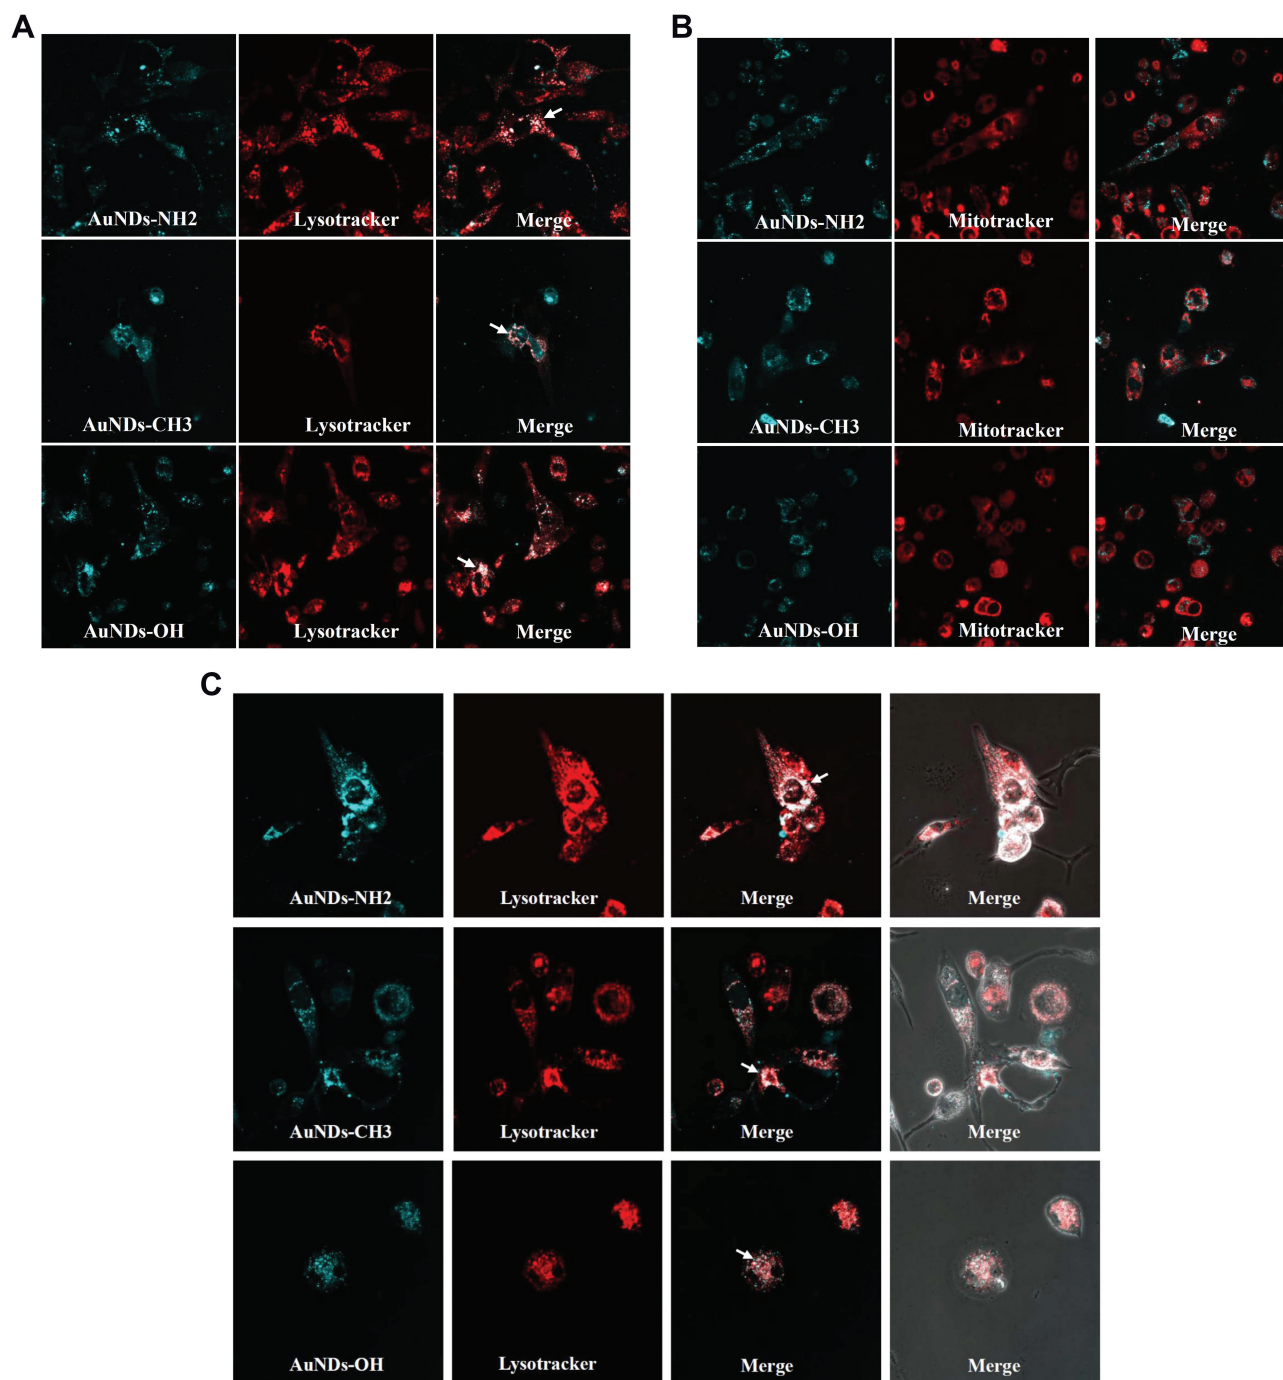 A
AuNDs-NH2 Lysotracker Merge
AuNDs-CH3 Lysotracker Merge
AuNDs-OH Lysotracker Merge
B
AuNDs-NH2 Mitotracker Merge
AuNDs-CH3 Mitotracker Merge
AuNDs-OH Mitotracker Merge
C
AuNDs-NH2 Lysotracker Merge Merge
AuNDs-CH3 Lysotracker Merge Merge
AuNDs-OH Lysotracker Merge Merge